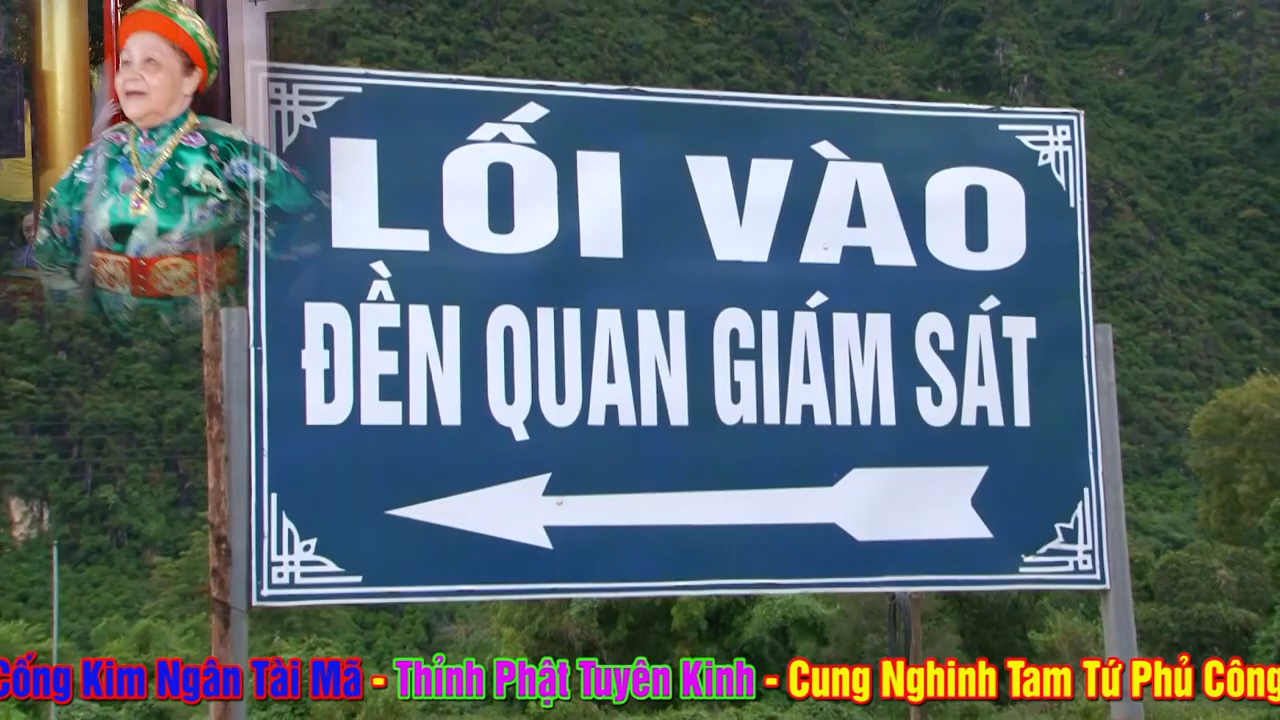 LỐI VÀO
ĐỀN QUAN GIÁM SÁT
Cống Kim Ngân Tài Mã - Thỉnh Phật Tuyên Kinh - Cung Nghinh Tam Tứ Phủ Công